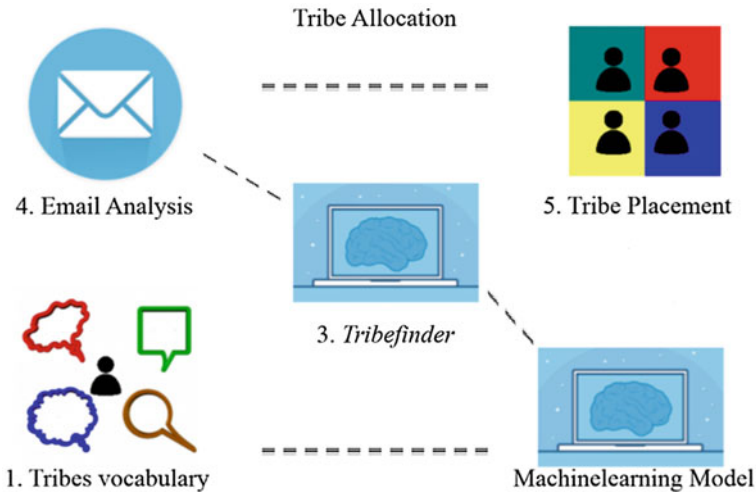 Tribe Allocation
4. Email Analysis
5. Tribe Placement
3. Tribefinder
1. Tribes vocabulary
Machinelearning Model